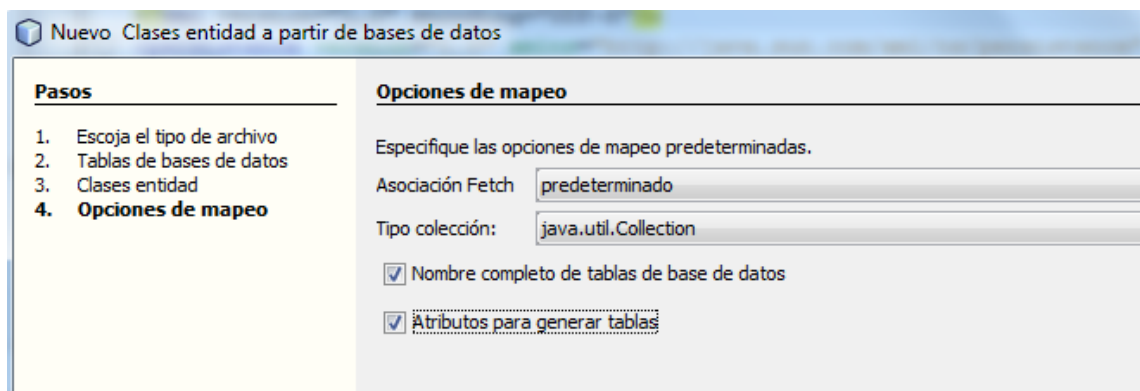 Nuevo Clases entidad a partir de bases de datos
Pasos
1. Escoja el tipo de archivo
2. Tablas de bases de datos
3. Clases entidad
4. Opciones de mapeo
Opciones de mapeo
Especifique las opciones de mapeo predeterminadas.
Asociación Fetch predeterminado
Tipo colección: java.util.Collection
Nombre completo de tablas de base de datos
Atributos para generar tablas